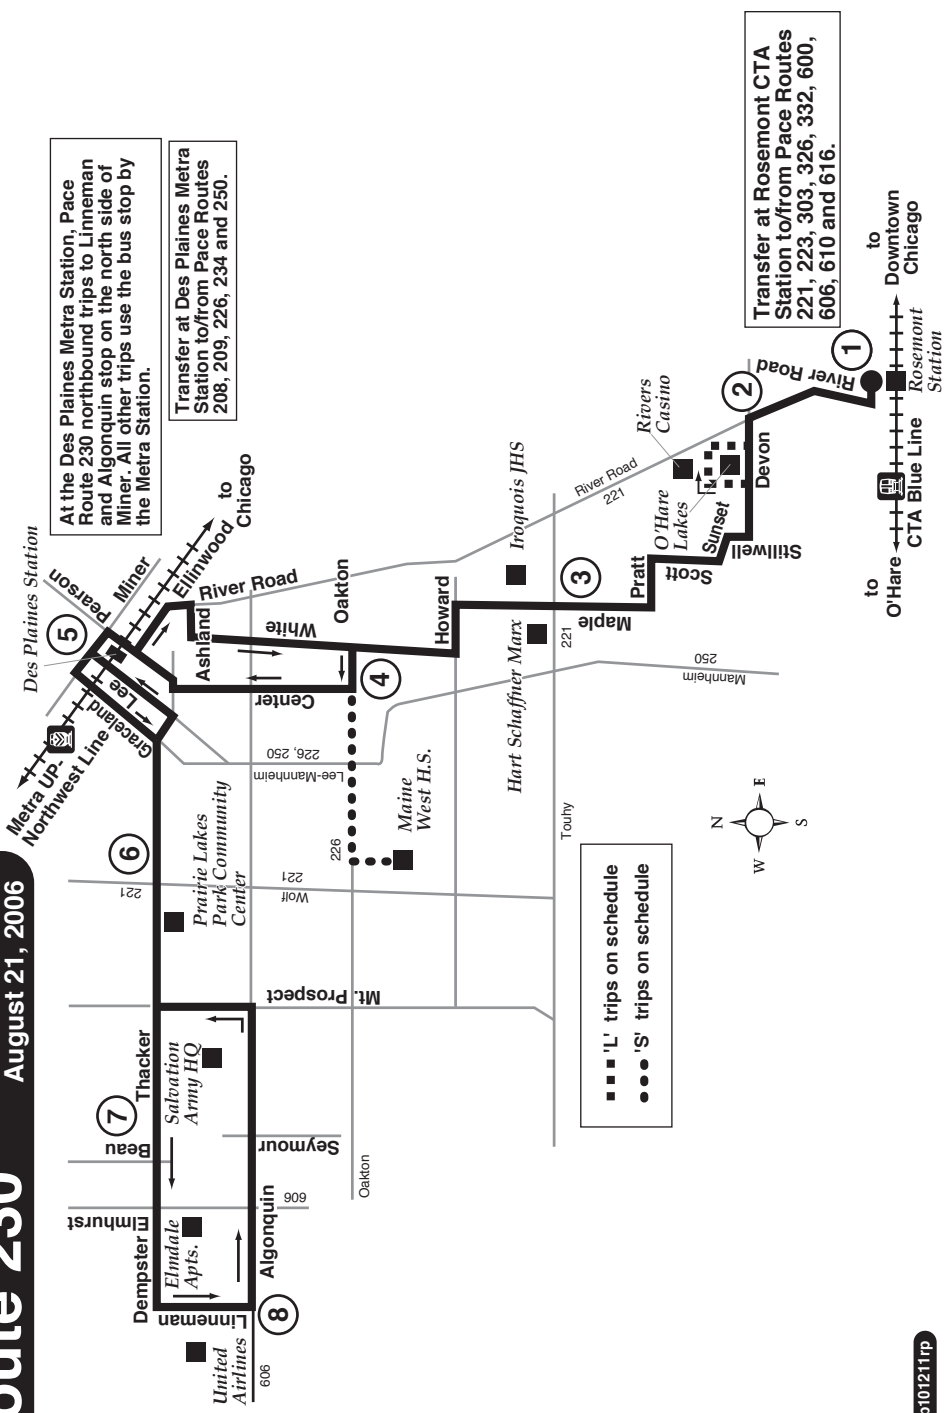 oute 230
August 21, 2006
At the Des Plaines Metra Station, Pace
Route 230 northbound trips to Linneman
and Algonquin stop on the north side of
Miner. All other trips use the bus stop by
the Metra Station.
Transfer at Des Plaines Metra
Station to/from Pace Routes
208, 209, 226, 234 and 250.
Transfer at Rosemont CTA
Station to/from Pace Routes
221, 223, 303, 326, 332, 600,
606, 610 and 616.
Des Plaines Station
Pearson
Miner
5
Ellinwood
to
Chicago
Metra UP-
Northwest Line
Lee
Graceland
River Road
Ashland
White
Center
Oakton
4
Howard
Iroquois JHS
Hart Schaffner Marx
3
Maple
221
Pratt
Scott
Sunset
Stillwell
O'Hare
Lakes
Rivers
Casino
River Road
221
Devon
2
River Road
1
to
Downtown
Chicago
Rosemont
Station
CTA Blue Line
to
O'Hare
Mannheim
250
Lee-Mannheim
226, 250
Maine
West H.S.
226
Touhy
6
221
Prairie Lakes
Park Community
Center
Wolf
221
Mt. Prospect
Thacker
Salvation
Army HQ
7
Beau
Seymour
Oakton
Elmhurst
606
Dempster
Elmdale
Apts.
Algonquin
Linneman
8
United
Airlines
606
'L' trips on schedule
'S' trips on schedule
N
E
S
W
p101211rp